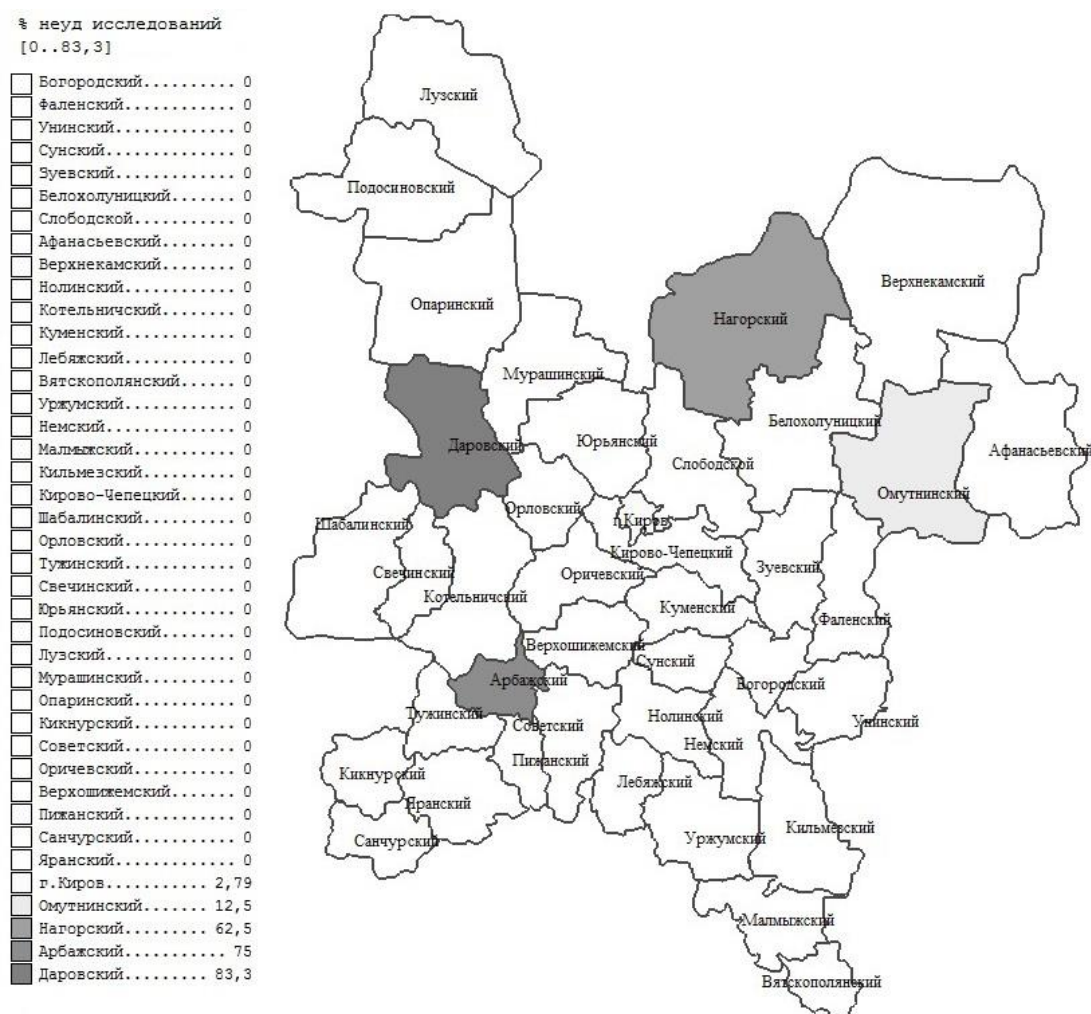 % неуд исследований
[0..83,3]
Богородский.......... 0
Фаленский............ 0
Унинский............. 0
Сунский.............. 0
Зуевский............. 0
Белохолуницкий....... 0
Слободской........... 0
Афанасьевский........ 0
Верхнекамский........ 0
Нолинский............ 0
Котельничский........ 0
Куменский............ 0
Лебяжский............ 0
Вятскополянский...... 0
Уржумский............ 0
Немский.............. 0
Малмыжский........... 0
Кильмезский.......... 0
Кирово-Чепецкий...... 0
Шабалинский.......... 0
Орловский............ 0
Тужинский............ 0
Свечинский........... 0
Юрьянский............ 0
Подосиновский........ 0
Лузский.............. 0
Мурашинский.......... 0
Опаринский........... 0
Кикнурский........... 0
Советский............ 0
Оричевский........... 0
Верхошижемский....... 0
Пижанский............ 0
Санчурский........... 0
Яранский............. 0
г.Киров........... 2,79
Омутнинский....... 12,5
Нагорский......... 62,5
Арбажский........... 75
Даровский......... 83,3
Лузский
Подосиновский
Опаринский
Верхнекамский
Нагорский
Мурашинский
Белохолуницкий
Даровский
Юрьянский
Слободской
Афанасьевский
Омутнинский
Орловский
г.Киров
Шабалинский
Кирово-Чепецкий
Свечинский
Оричевский
Зуевский
Котельничский
Куменский
Фаленский
Верхошижемский
Сунский
Арбажский
Богородский
Тужинский
Нолинский
Унинский
Советский
Немский
Пижанский
Кикнурский
Лебяжский
Яранский
Кильмезский
Уржумский
Санчурский
Малмыжский
Вятскополянский